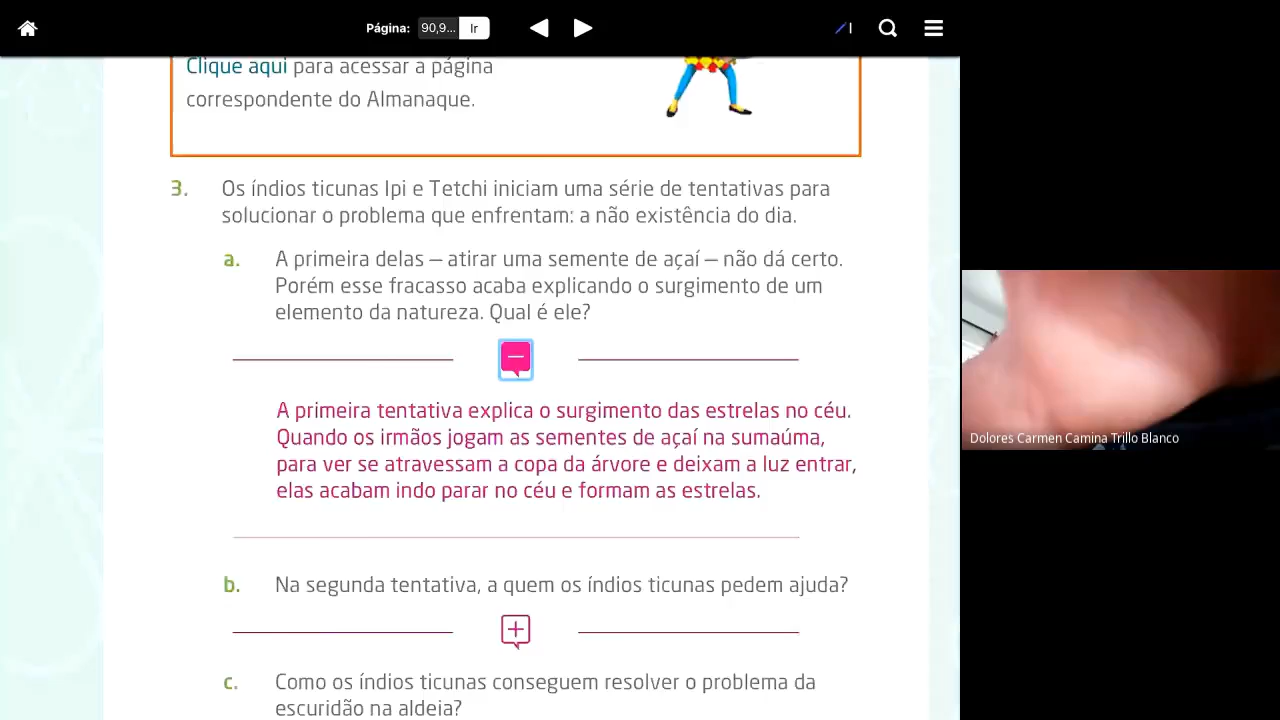 Página: 90,9... Ir
Clique aqui para acessar a página
correspondente do Almanaque.
3. Os índios ticunas Ipi e Tetchi iniciam uma série de tentativas para
solucionar o problema que enfrentam: a não existência do dia.
a. A primeira delas — atirar uma semente de açaí — não dá certo.
Porém esse fracasso acaba explicando o surgimento de um
elemento da natureza. Qual é ele?
A primeira tentativa explica o surgimento das estrelas no céu.
Quando os irmãos jogam as sementes de açaí na sumaúma,
para ver se atravessam a copa da árvore e deixam a luz entrar,
elas acabam indo parar no céu e formam as estrelas.
b. Na segunda tentativa, a quem os índios ticunas pedem ajuda?
c. Como os índios ticunas conseguem resolver o problema da
escuridão na aldeia?
Dolores Carmen Camina Trillo Blanco